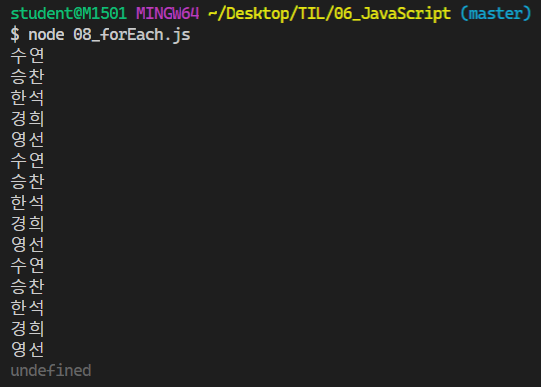 student@M1501 MINGW64 ~/Desktop/TIL/06_JavaScript (master)
$ node 08_forEach.js
수연
승찬
한석
경희
영선
수연
승찬
한석
경희
영선
수연
승찬
한석
경희
영선
undefined